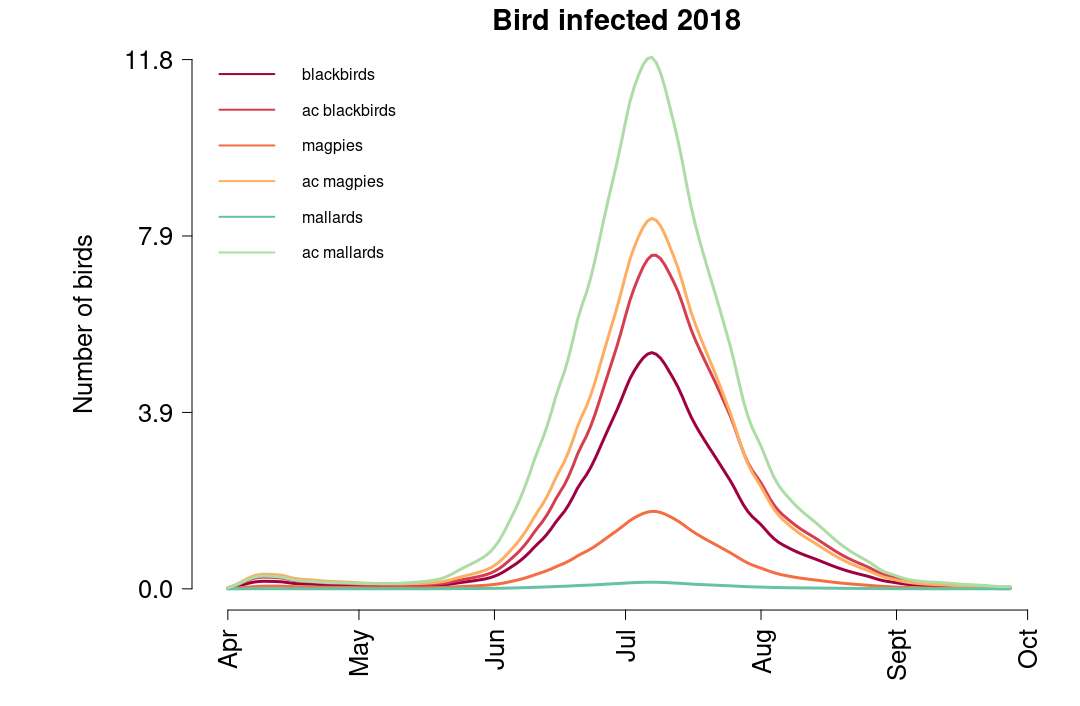 Bird infected 2018
Number of birds
11.8
7.9
3.9
0.0
blackbirds
ac blackbirds
magpies
ac magpies
mallards
ac mallards
Apr
May
Jun
Jul
Aug
Sept
Oct